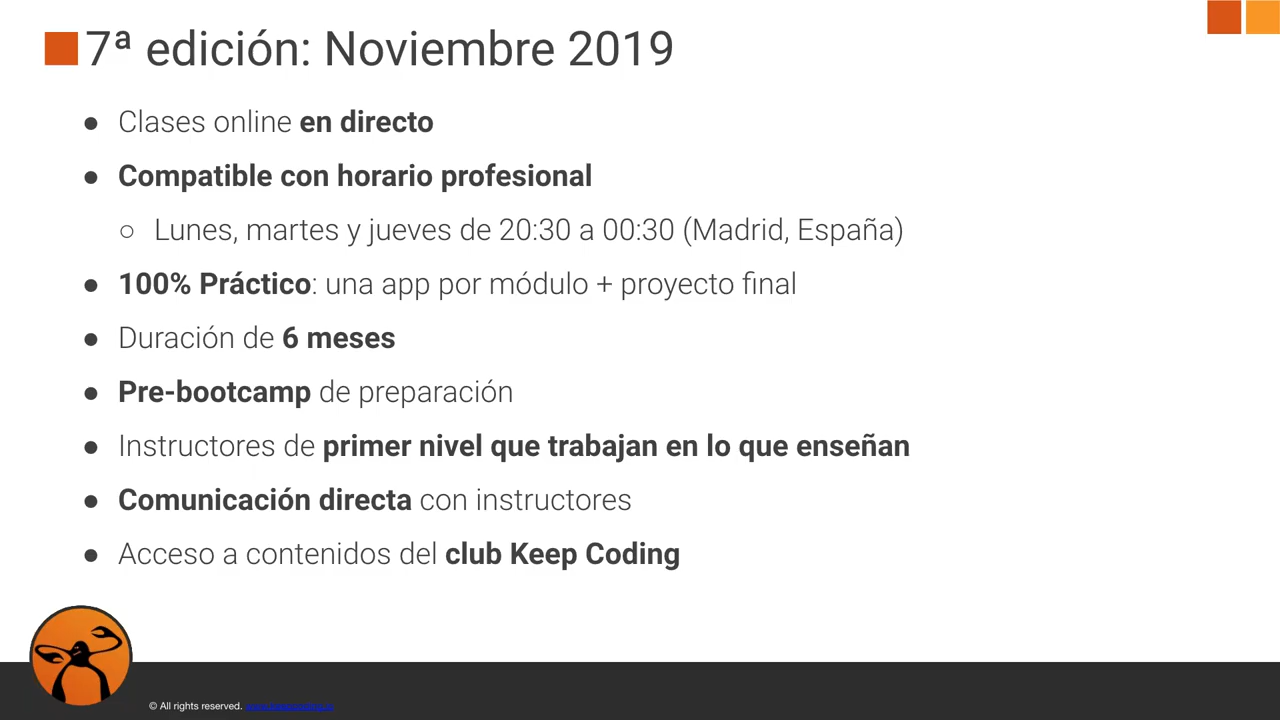 7ª edición: Noviembre 2019
● Clases online en directo
● Compatible con horario profesional
○ Lunes, martes y jueves de 20:30 a 00:30 (Madrid, España)
● 100% Práctico: una app por módulo + proyecto final
● Duración de 6 meses
● Pre-bootcamp de preparación
● Instructores de primer nivel que trabajan en lo que enseñan
● Comunicación directa con instructores
● Acceso a contenidos del club Keep Coding
© All rights reserved.